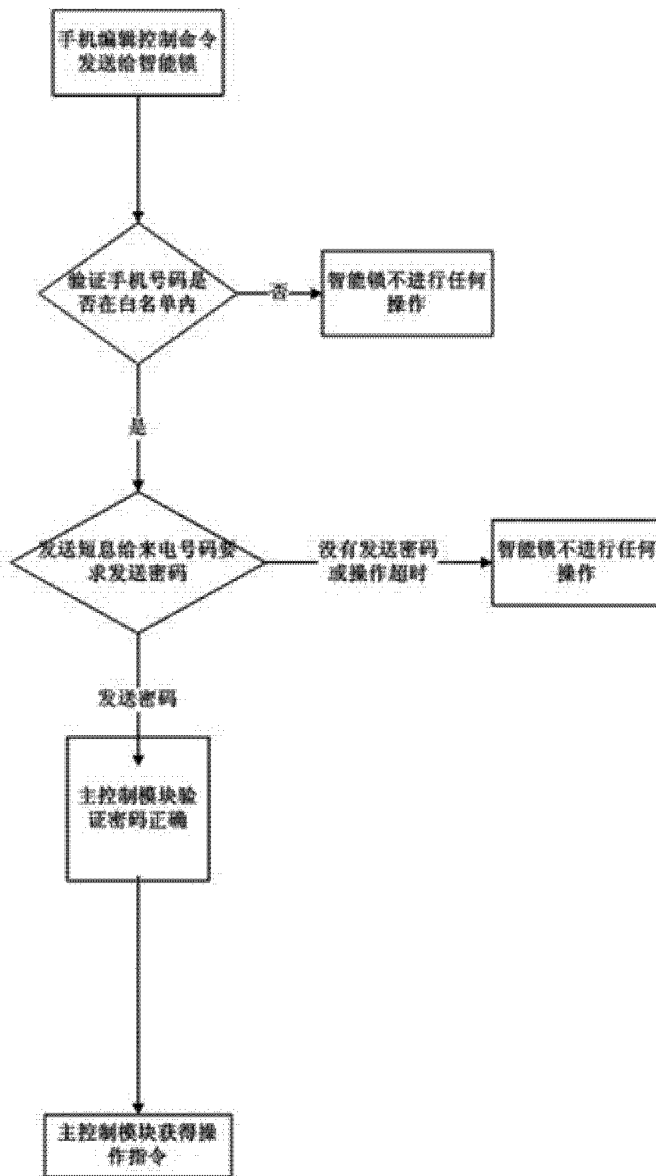 手机编辑控制命令
发送给智能锁
验证手机号码是
否在白名单内
否
智能锁不进行任何
操作
是
发送短息给来电号码要
求发送密码
没有发送密码
或操作超时
智能锁不进行任何
操作
发送密码
主控制模块验
证密码正确
主控制模块获得操
作指令